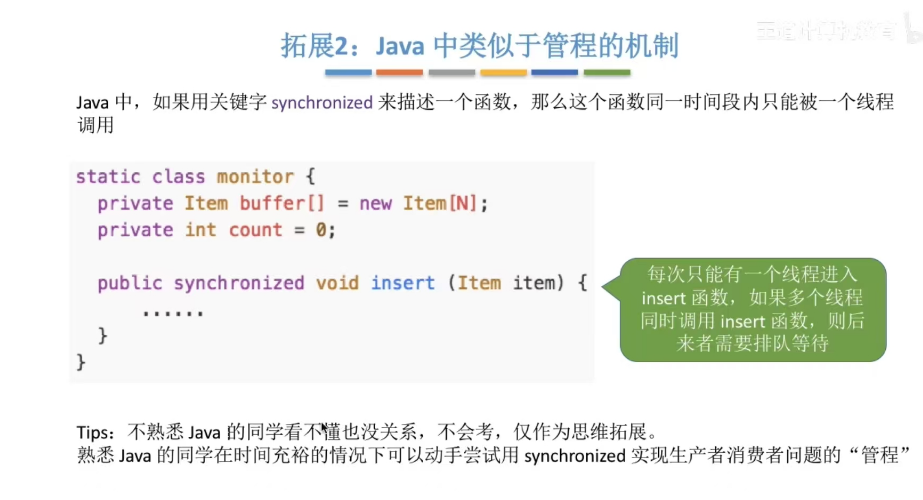 拓展2：Java 中类似于管程的机制
Java 中，如果用关键字 synchronized 来描述一个函数，那么这个函数同一时间段内只能被一个线程
调用
static class monitor {
private Item buffer[] = new Item[N];
private int count = 0;
public synchronized void insert (Item item) {
......
}
}
每次只能有一个线程进入
insert 函数，如果多个线程
同时调用 insert 函数，则后
来者需要排队等待
Tips：不熟悉 Java 的同学看不懂也没关系，不会考，仅作为思维拓展。
熟悉 Java 的同学在时间充裕的情况下可以动手尝试用 synchronized 实现生产者消费者问题的“管程”